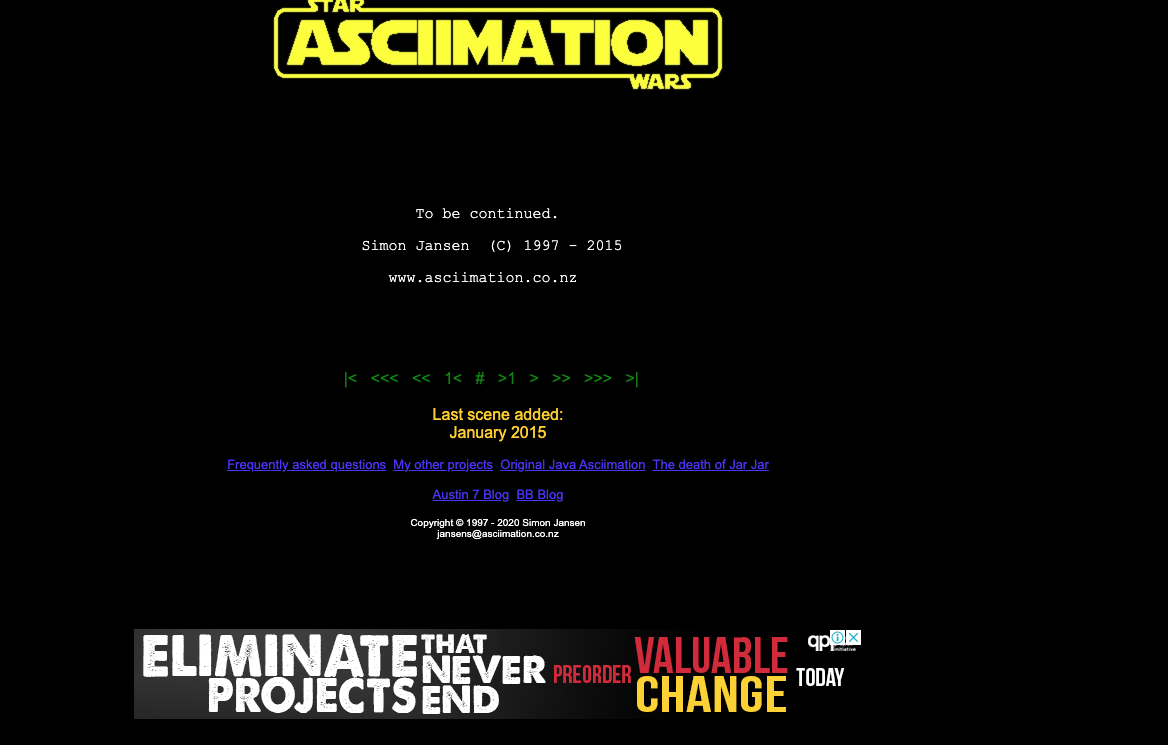 STAR
ASCIIMATION
WARS
To be continued.
Simon Jansen (C) 1997 - 2015
www.asciimation.co.nz
|< <<< << 1< # >1 > >> >>> >|
Last scene added:
January 2015
Frequently asked questions My other projects Original Java Asciimation The death of Jar Jar
Austin 7 Blog BB Blog
Copyright © 1997 - 2020 Simon Jansen
jansens@asciimation.co.nz
ELIMINATE
PROJECTS
THAT
NEVER
END
PREORDER
VALUABLE
CHANGE
TODAY
initiative